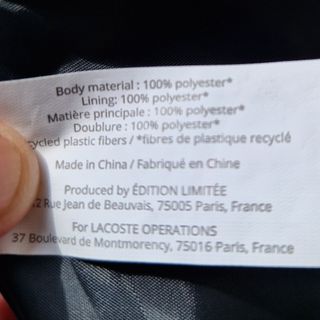 Body material : 100% polyester*
Lining: 100% polyester*
Matière principale : 100% polyester*
Doublure : 100% polyester*
ycled plastic fibers / *fibres de plastique recyclé
Made in China / Fabriqué en Chine
Produced by ÉDITION LIMITÉE
2 Rue Jean de Beauvais, 75005 Paris, France
For LACOSTE OPERATIONS
37 Boulevard de Montmorency, 75016 Paris, France